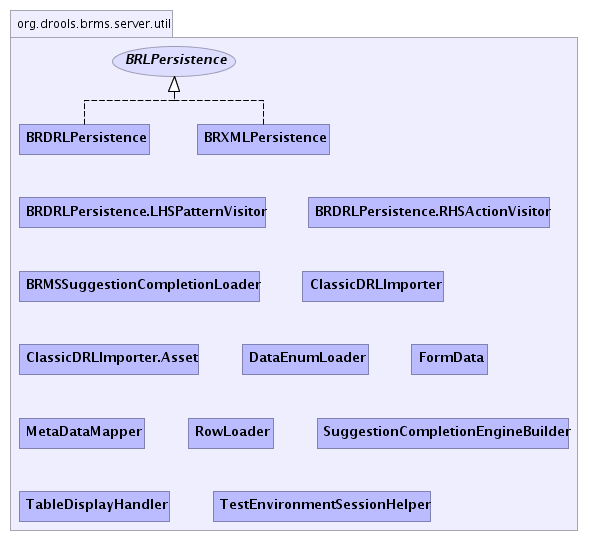 org.drools.brms.server.util
BRLPersistence
BRDRLPersistence
BRXMLPersistence
BRDRLPersistence.LHSPatternVisitor
BRDRLPersistence.RHSActionVisitor
BRMSSuggestionCompletionLoader
ClassicDRLImporter
ClassicDRLImporter.Asset
DataEnumLoader
FormData
MetaDataMapper
RowLoader
SuggestionCompletionEngineBuilder
TableDisplayHandler
TestEnvironmentSessionHelper